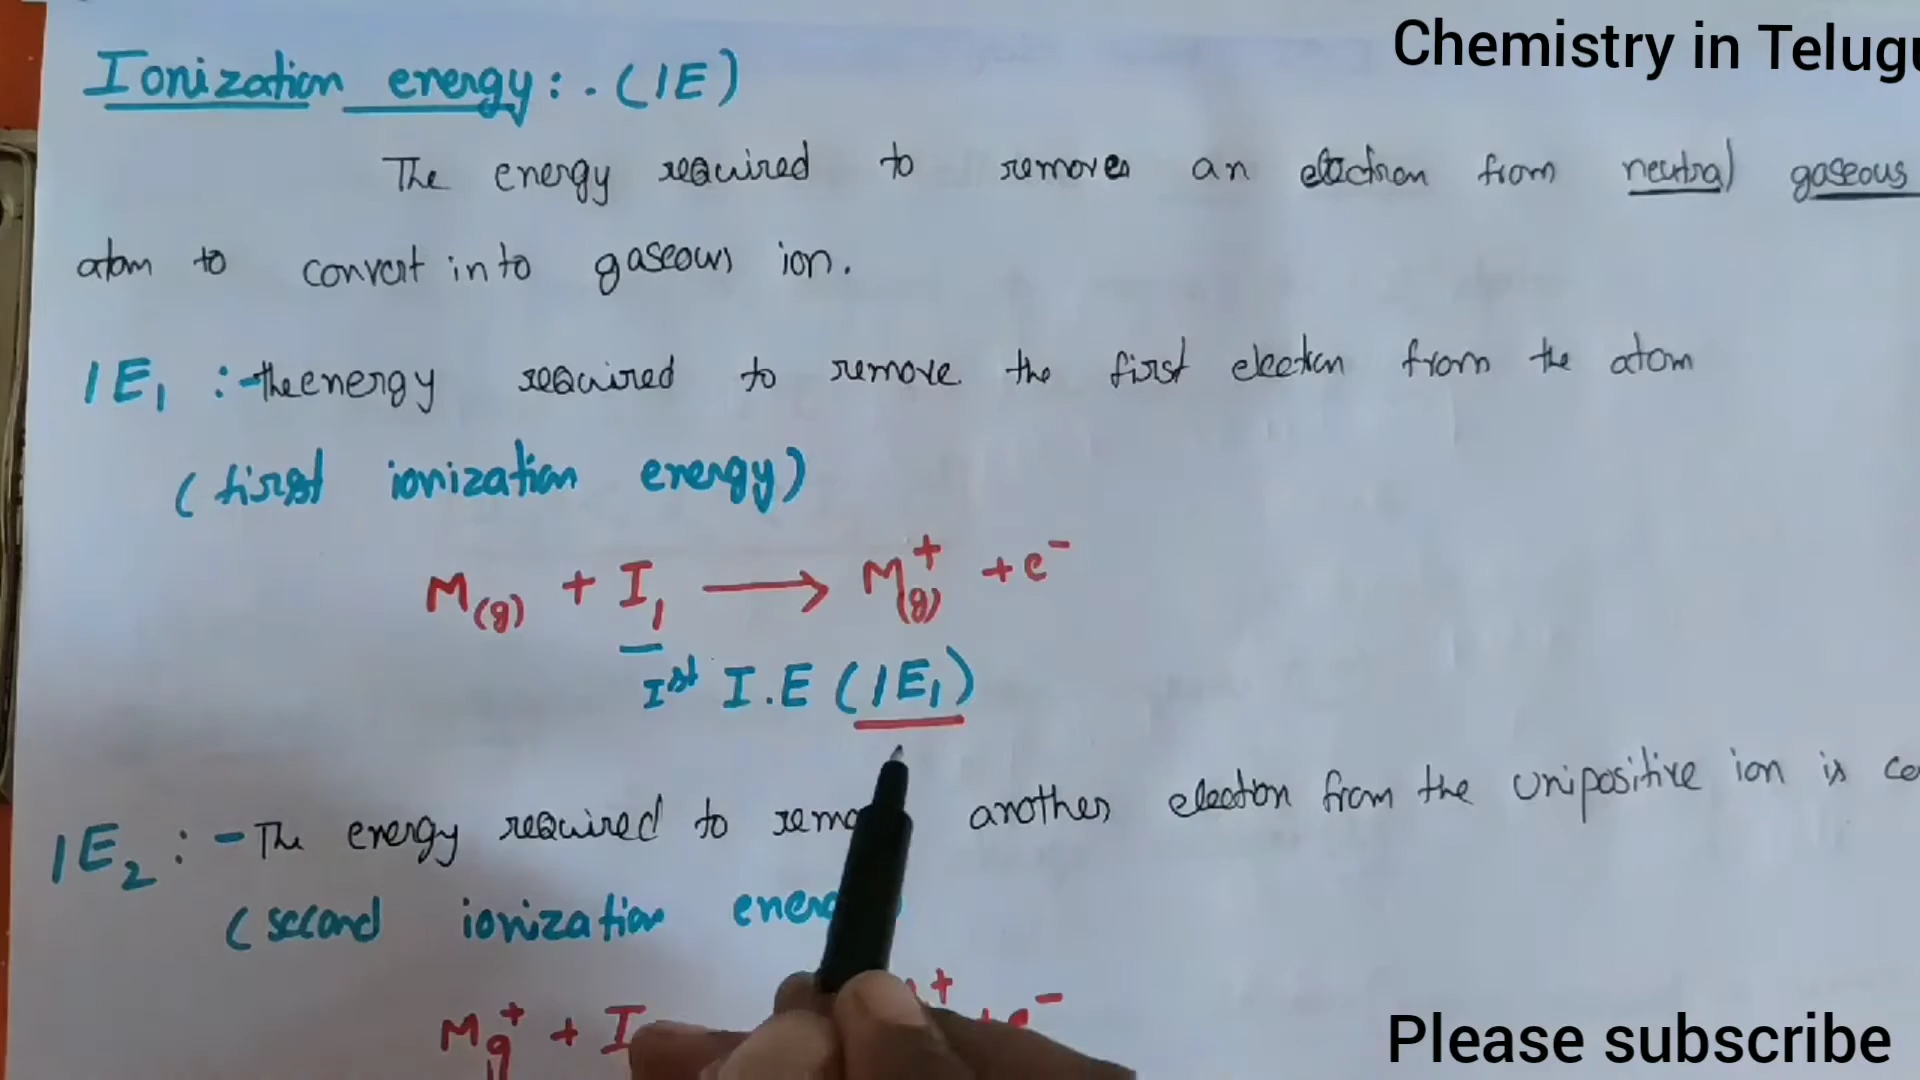 Chemistry in Telugu
Ionization energy:- (IE)
The energy required to remove an electron from neutral gaseous
atom to convert into gaseous ion.
IE₁ :- the energy required to remove the first electron from the atom
(first ionization energy)
M(g) + I₁ → M⁺(g) + e⁻
Ist I.E (IE₁)
IE₂ :- The energy required to another electron from the unipositive ion is
(second ionization
M⁺g + I + e⁻
Please subscribe